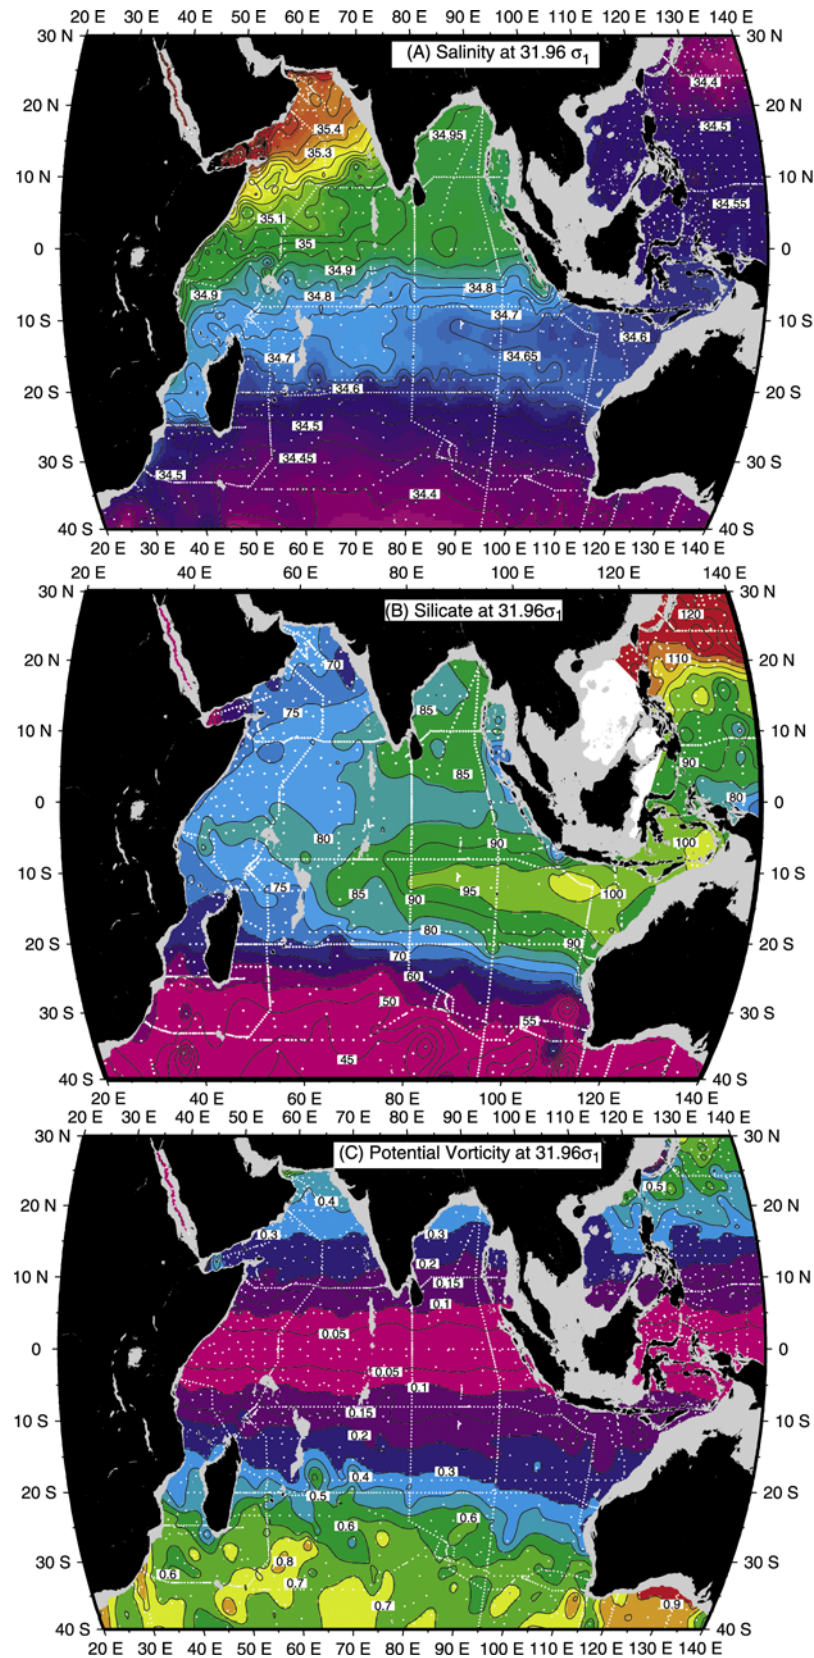 20 E 30 E 40 E 50 E 60 E 70 E 80 E 90 E 100 E 120 E 140 E
30 N 30 N
(A) Salinity at 31.96 σ1
34.4
20 N 20 N
35.4 34.95 34.5
35.3
10 N 10 N
34.55
35.1
0 35 0
34.9
34.9 34.8 34.8
34.7
10 S 10 S
34.6
34.7 34.65
20 S 34.6 20 S
34.5
30 S 34.45 30 S
34.5
34.4
40 S 40 S
20 E 30 E 40 E 50 E 60 E 70 E 80 E 90 E 100 E 120 E 130 E 140 E
20 E 40 E 60 E 80 E 100 E 120 E 140 E
30 N 30 N
(B) Silicate at 31.96σ1
120
20 N 70 110 20 N
75 85
10 N 10 N
85 90
0 80 0
80 90 100
10 S 10 S
75 85 95 100
90
80 90
20 S 70 20 S
60
50
30 S 55 30 S
45
40 S 40 S
20 E 40 E 60 E 80 E 100 E 120 E 140 E
20 E 30 E 40 E 50 E 60 E 70 E 80 E 90 E 100 E 110 E 120 E 130 E 140 E
30 N 30 N
(C) Potential Vorticity at 31.96σ1
0.5
20 N 0.4 20 N
0.3 0.3
0.2
10 N 0.15 10 N
0.1
0.05
0 0
0.05
0.1
0.15
10 S 10 S
0.2
0.4 0.3
20 S 0.5 20 S
0.6 0.6
0.8
30 S 0.6 30 S
0.7
0.7 0.9
40 S 40 S
20 E 30 E 40 E 50 E 60 E 70 E 80 E 90 E 100 E 110 E 120 E 130 E 140 E